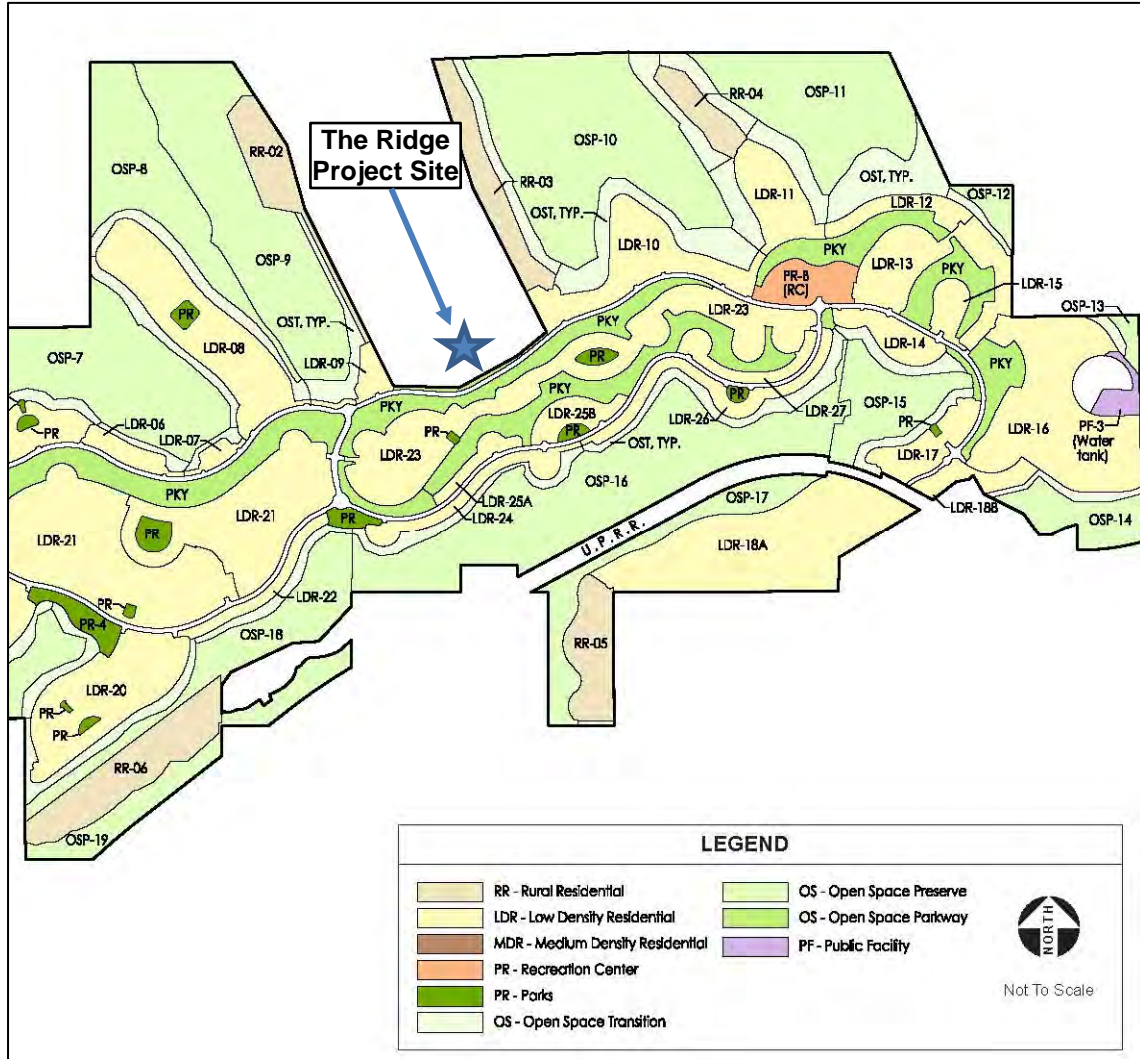 RR-04
OSP-11
RR-02
The Ridge
Project Site
OSP-10
OSP-8
RR-03
LDR-11
OST, TYP.
OSP-12
OST, TYP.
LDR-12
LDR-10
PKY
OSP-9
PR-8
(RC)
LDR-13
PKY
LDR-15
PR
OST, TYP.
LDR-23
OSP-13
PKY
LDR-08
LDR-14
OSP-7
LDR-09
PR
PKY
PKY
PKY
LDR-06
LDR-07
PR
LDR-25B
PR
LDR-26
LDR-27
OSP-15
PR
LDR-16
PF-3
(Water
tank)
PR
PR
LDR-23
OST, TYP.
LDR-17
PKY
OSP-16
LDR-25A
OSP-17
LDR-18B
LDR-21
LDR-24
OSP-14
PR
PR
U.P.R.R.
LDR-18A
LDR-21
LDR-22
PR
PR-4
OSP-18
RR-05
LDR-20
PR
PR
RR-06
OSP-19
LEGEND
RR - Rural Residential
LDR - Low Density Residential
MDR - Medium Density Residential
PR - Recreation Center
PR - Parks
OS - Open Space Transition
OS - Open Space Preserve
OS - Open Space Parkway
PF - Public Facility
NORTH
Not To Scale